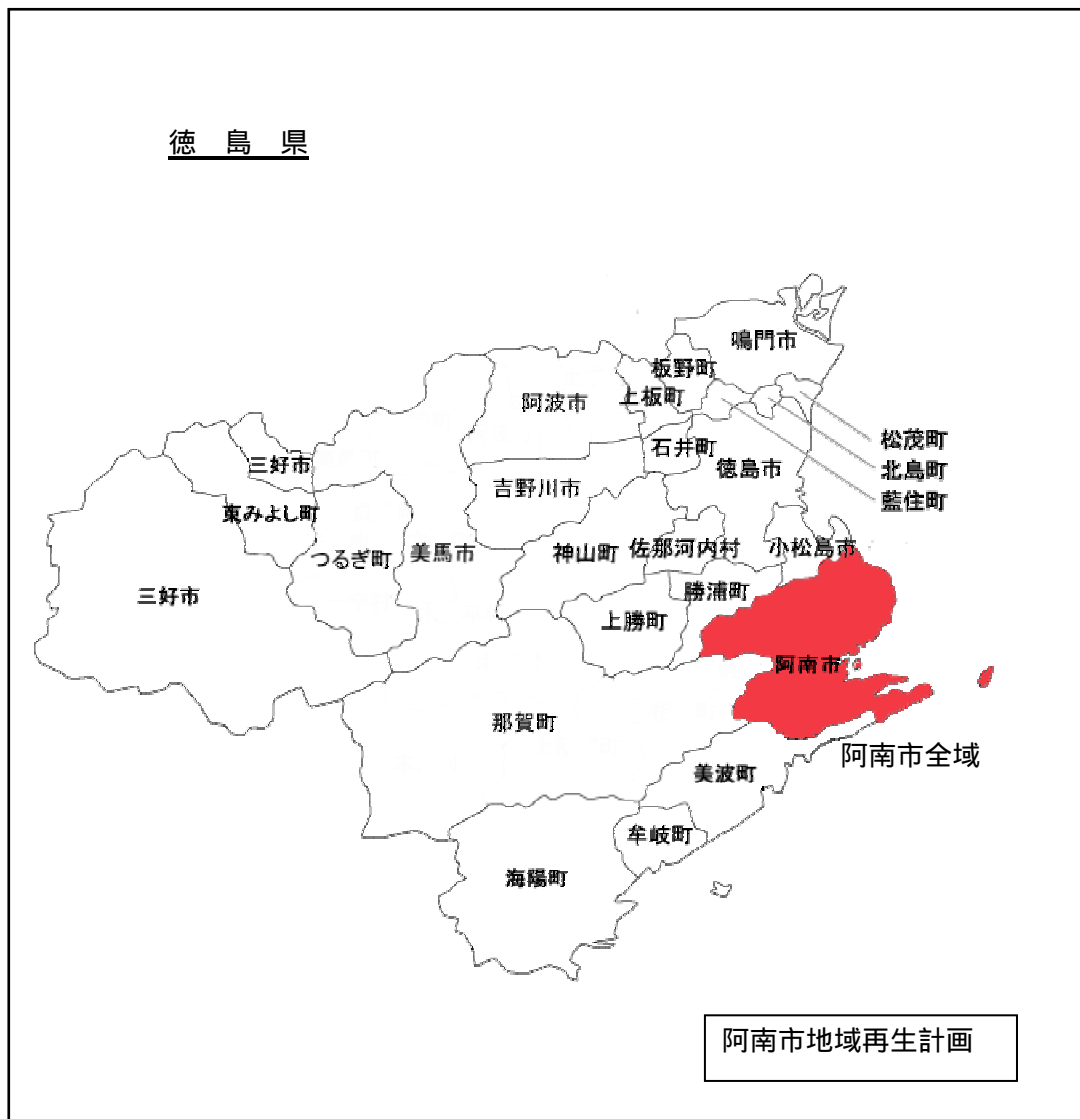 徳 島 県
鳴門市
板野町
上板町
阿波市
松茂町
石井町
徳島市
三好市
北島町
吉野川市
藍住町
東みよし町
つるぎ町
美馬市
神山町
佐那河内村
小松島市
三好市
勝浦町
上勝町
阿南市
那賀町
阿南市全域
美波町
牟岐町
海陽町
阿南市地域再生計画